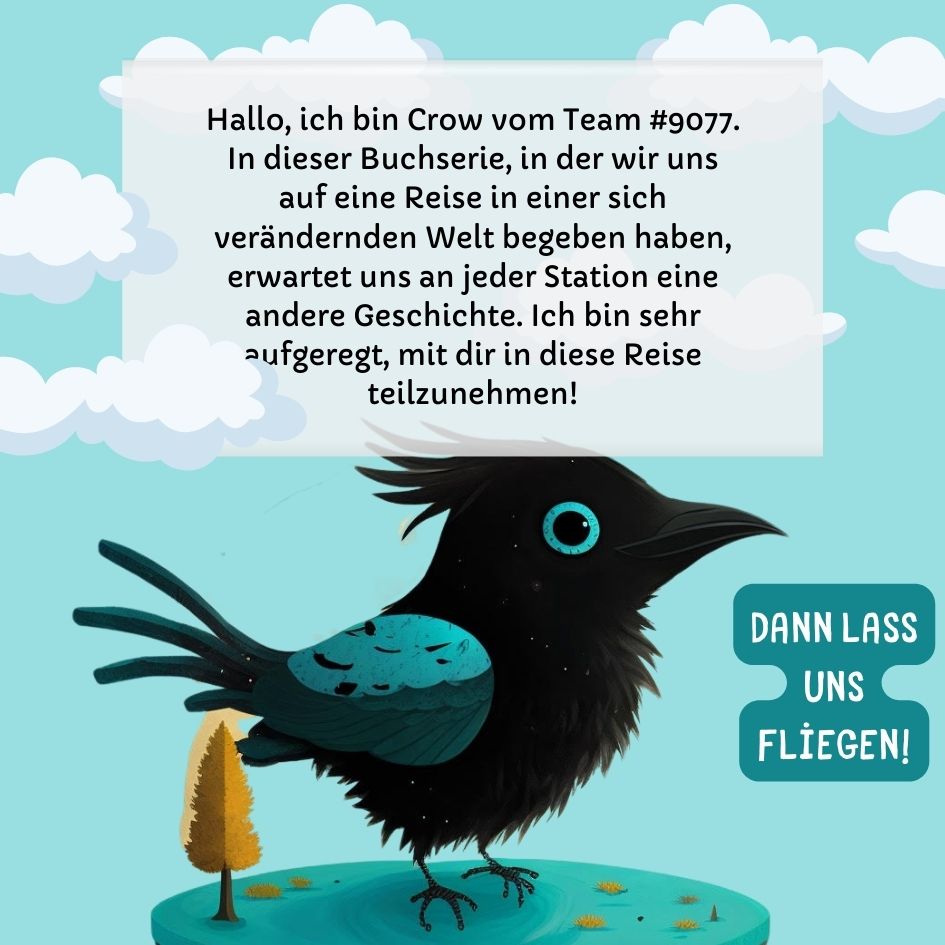 Hallo, ich bin Crow vom Team #9077.
In dieser Buchserie, in der wir uns
auf eine Reise in einer sich
verändernden Welt begeben haben,
erwartet uns an jeder Station eine
andere Geschichte. Ich bin sehr
aufgeregt, mit dir in diese Reise
teilzunehmen!
DANN LASS
UNS
FLİEGEN!